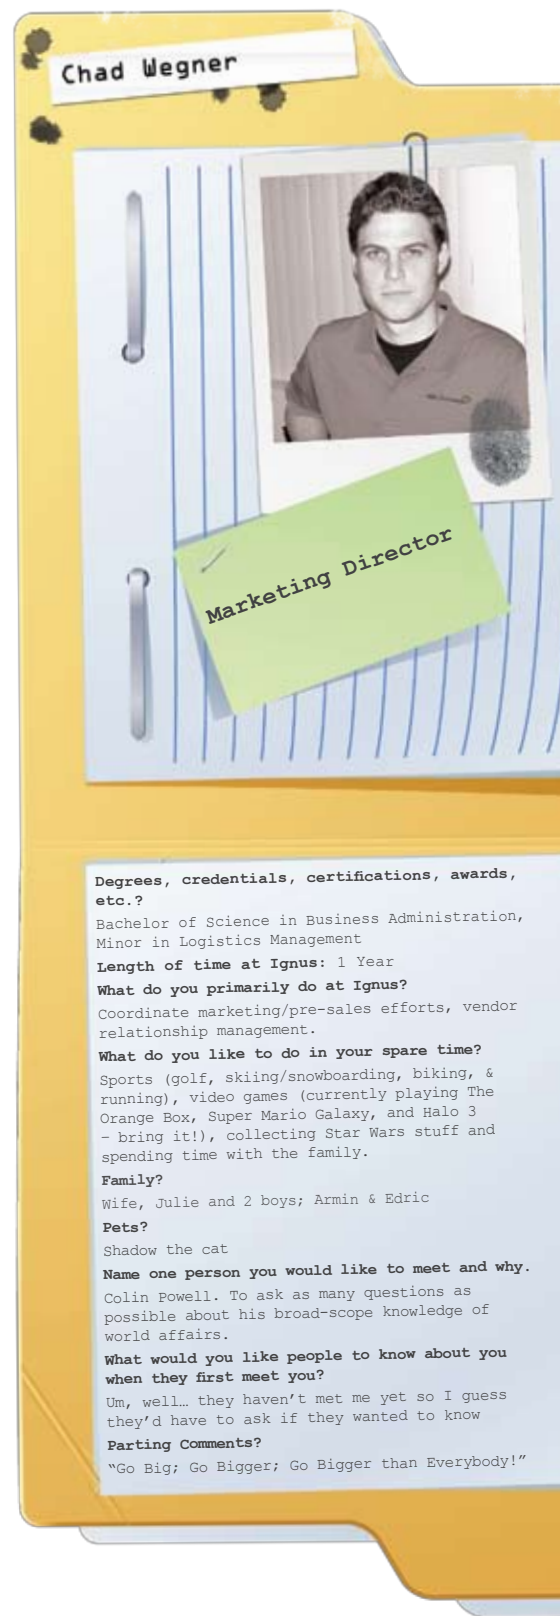 Chad Wegner
Marketing Director
Degrees, credentials, certifications, awards,
etc.?
Bachelor of Science in Business Administration,
Minor in Logistics Management
Length of time at Ignus: 1 Year
What do you primarily do at Ignus?
Coordinate marketing/pre-sales efforts, vendor
relationship management.
What do you like to do in your spare time?
Sports (golf, skiing/snowboarding, biking, &
running), video games (currently playing The
Orange Box, Super Mario Galaxy, and Halo 3
– bring it!), collecting Star Wars stuff and
spending time with the family.
Family?
Wife, Julie and 2 boys; Armin & Edric
Pets?
Shadow the cat
Name one person you would like to meet and why.
Colin Powell. To ask as many questions as
possible about his broad-scope knowledge of
world affairs.
What would you like people to know about you
when they first meet you?
Um, well… they haven’t met me yet so I guess
they’d have to ask if they wanted to know
Parting Comments?
“Go Big; Go Bigger; Go Bigger than Everybody!”